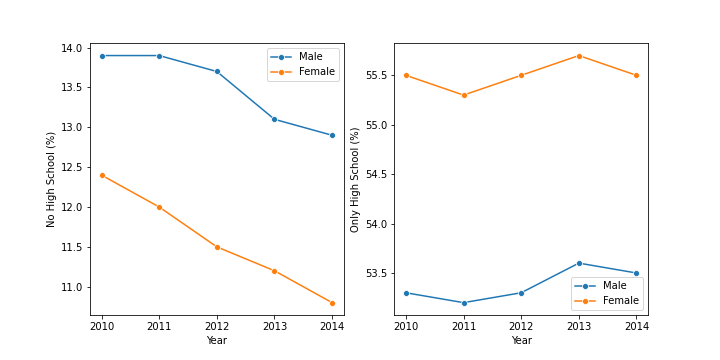 14.0
13.5
13.0
12.5
12.0
11.5
11.0
No High School (%)
2010 2011 2012 2013 2014
Year
Male
Female
55.5
55.0
54.5
54.0
53.5
Only High School (%)
2010 2011 2012 2013 2014
Year
Male
Female